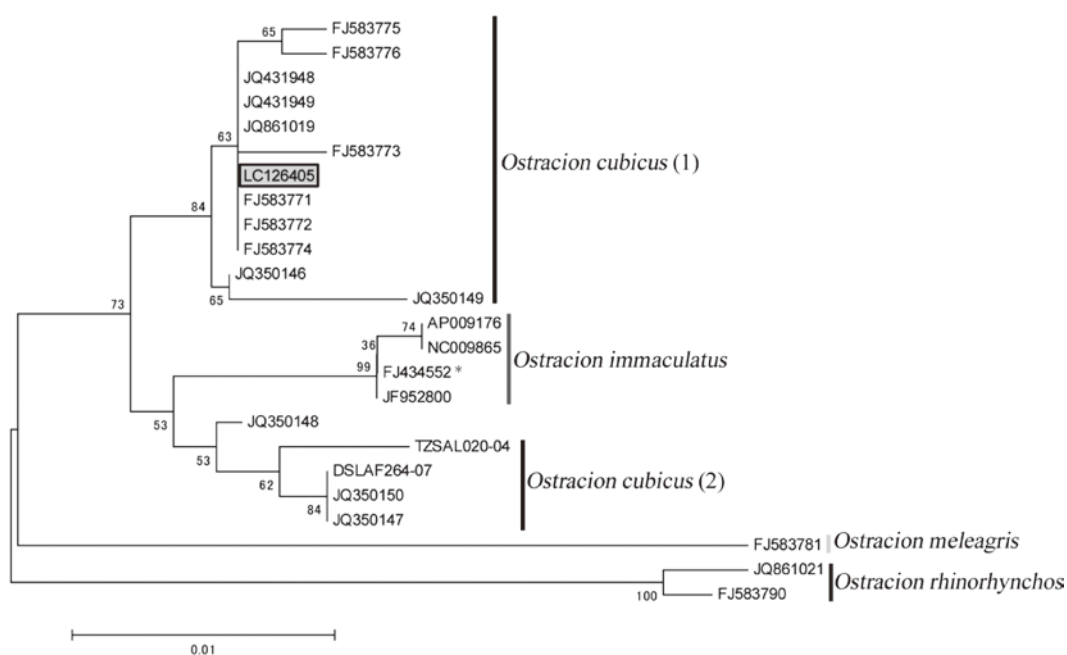 65
FJ583775
FJ583776
JQ431948
JQ431949
JQ861019
63
FJ583773
Ostracion cubicus (1)
LC126405
FJ583771
84
FJ583772
FJ583774
JQ350146
65
JQ350149
73
74
AP009176
36
NC009865
Ostracion immaculatus
99
FJ434552 *
JF952800
53
JQ350148
53
TZSAL020-04
DSLAF264-07
Ostracion cubicus (2)
62
JQ350150
84
JQ350147
FJ583781
Ostracion meleagris
JQ861021
Ostracion rhinorhynchos
100
FJ583790
0.01